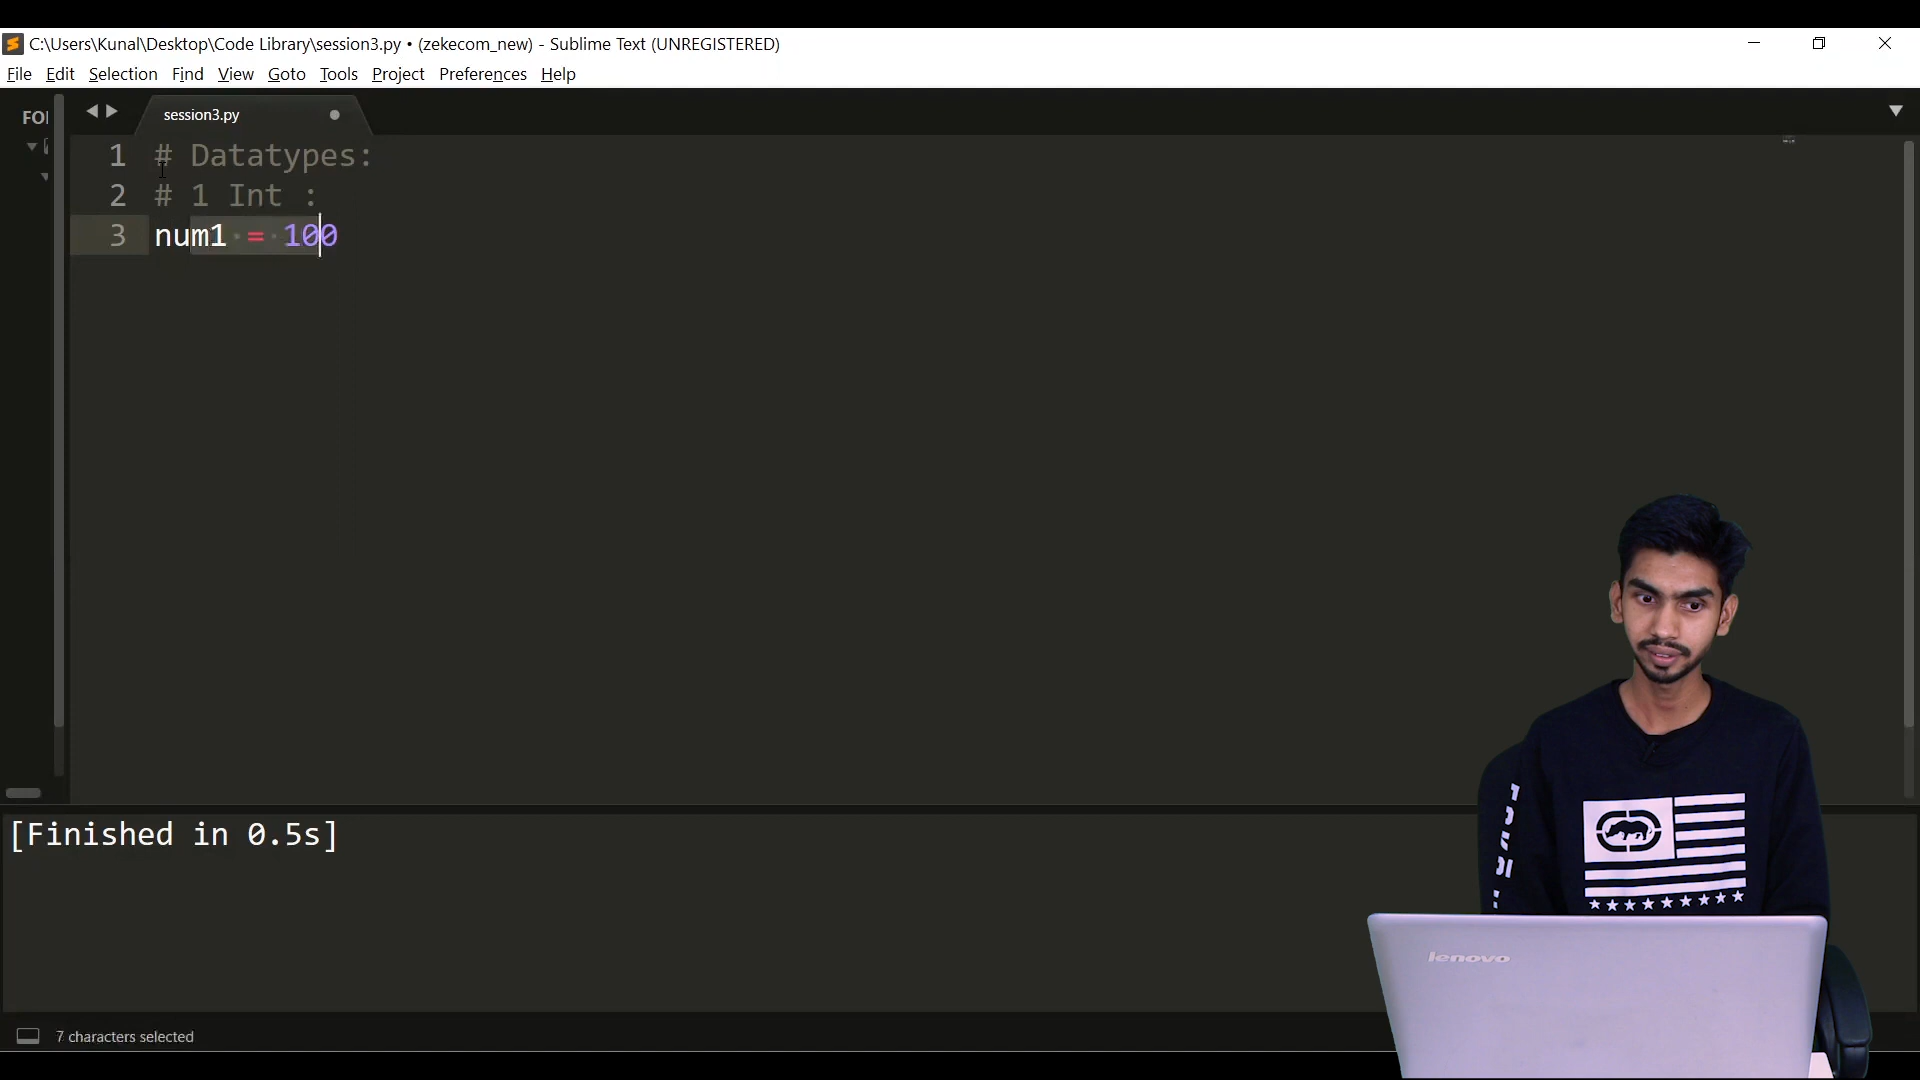 C:\Users\Kunal\Desktop\Code Library\session3.py • (zekecom_new) - Sublime Text (UNREGISTERED)
File Edit Selection Find View Goto Tools Project Preferences Help
FOI
session3.py
1 # Datatypes:
2 # 1 Int :
3 num1 = 100
[Finished in 0.5s]
7 characters selected
lenovo